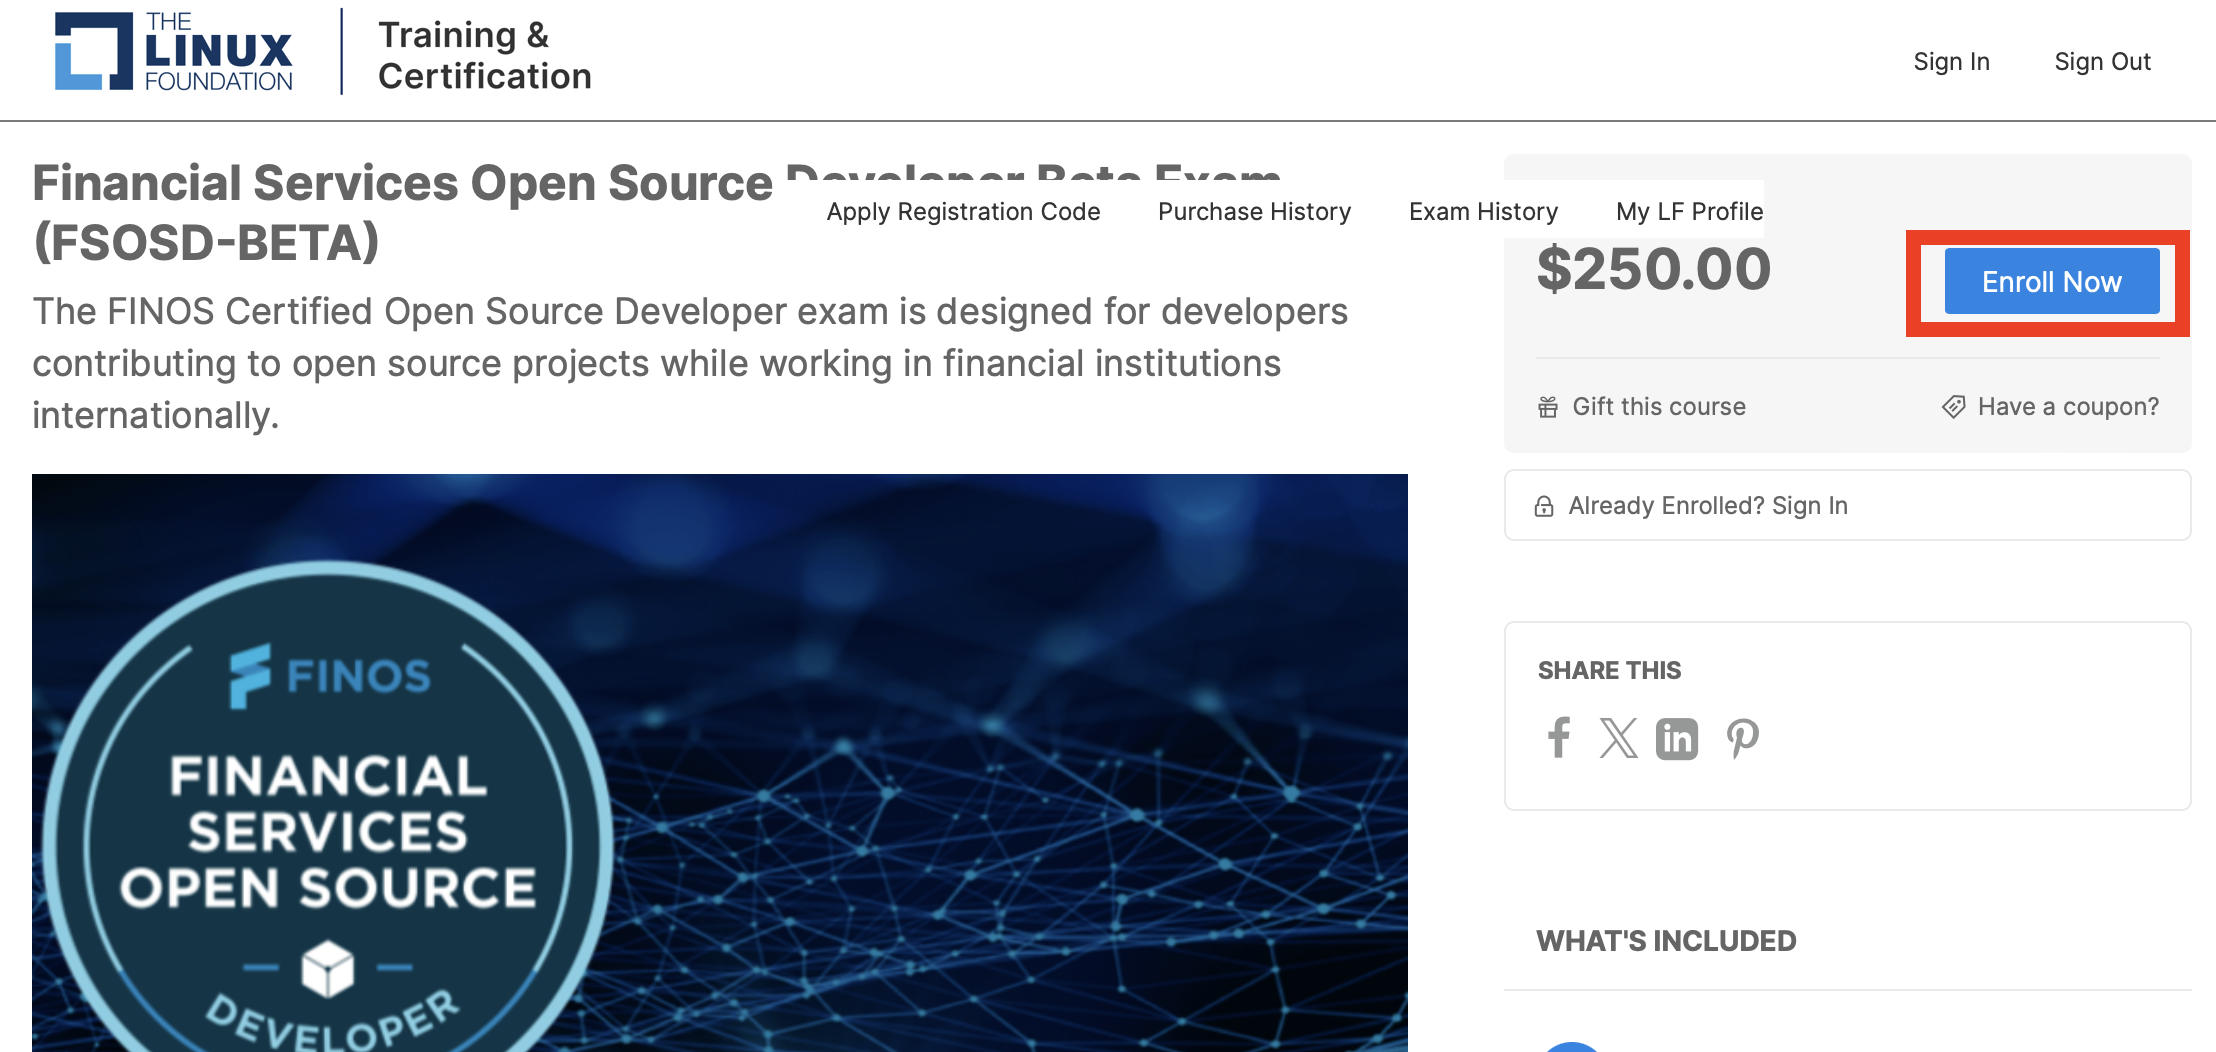 THE
LINUX
FOUNDATION
Training &
Certification
Sign In
Sign Out
Financial Services Open Source Developer Beta Exam
(FSOSD-BETA)
Apply Registration Code
Purchase History
Exam History
My LF Profile
The FINOS Certified Open Source Developer exam is designed for developers
contributing to open source projects while working in financial institutions
internationally.
$250.00
Enroll Now
Gift this course
Have a coupon?
Already Enrolled? Sign In
SHARE THIS
WHAT'S INCLUDED
FINOS
FINANCIAL
SERVICES
OPEN SOURCE
DEVELOPER